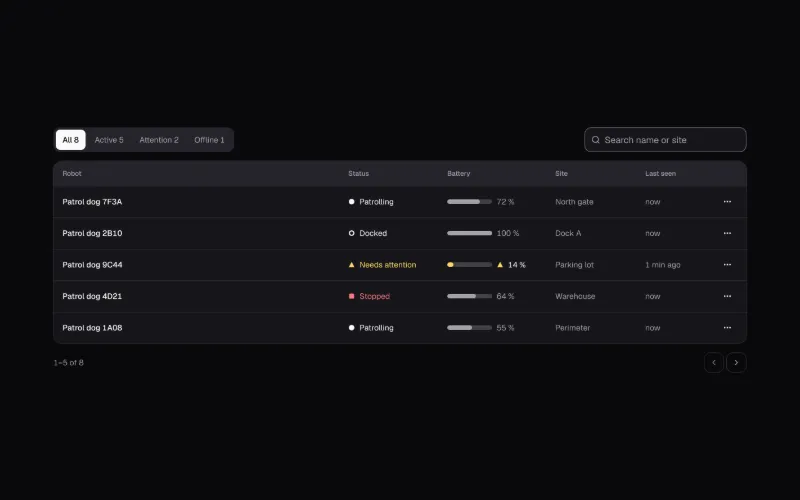 All 8 Active 5 Attention 2 Offline 1 Search name or site
Robot Status Battery Site Last seen
Patrol dog 7F3A Patrolling 72 % North gate now
Patrol dog 2B10 Docked 100 % Dock A now
Patrol dog 9C44 Needs attention 14 % Parking lot 1 min ago
Patrol dog 4D21 Stopped 64 % Warehouse now
Patrol dog 1A08 Patrolling 55 % Perimeter now
1–5 of 8